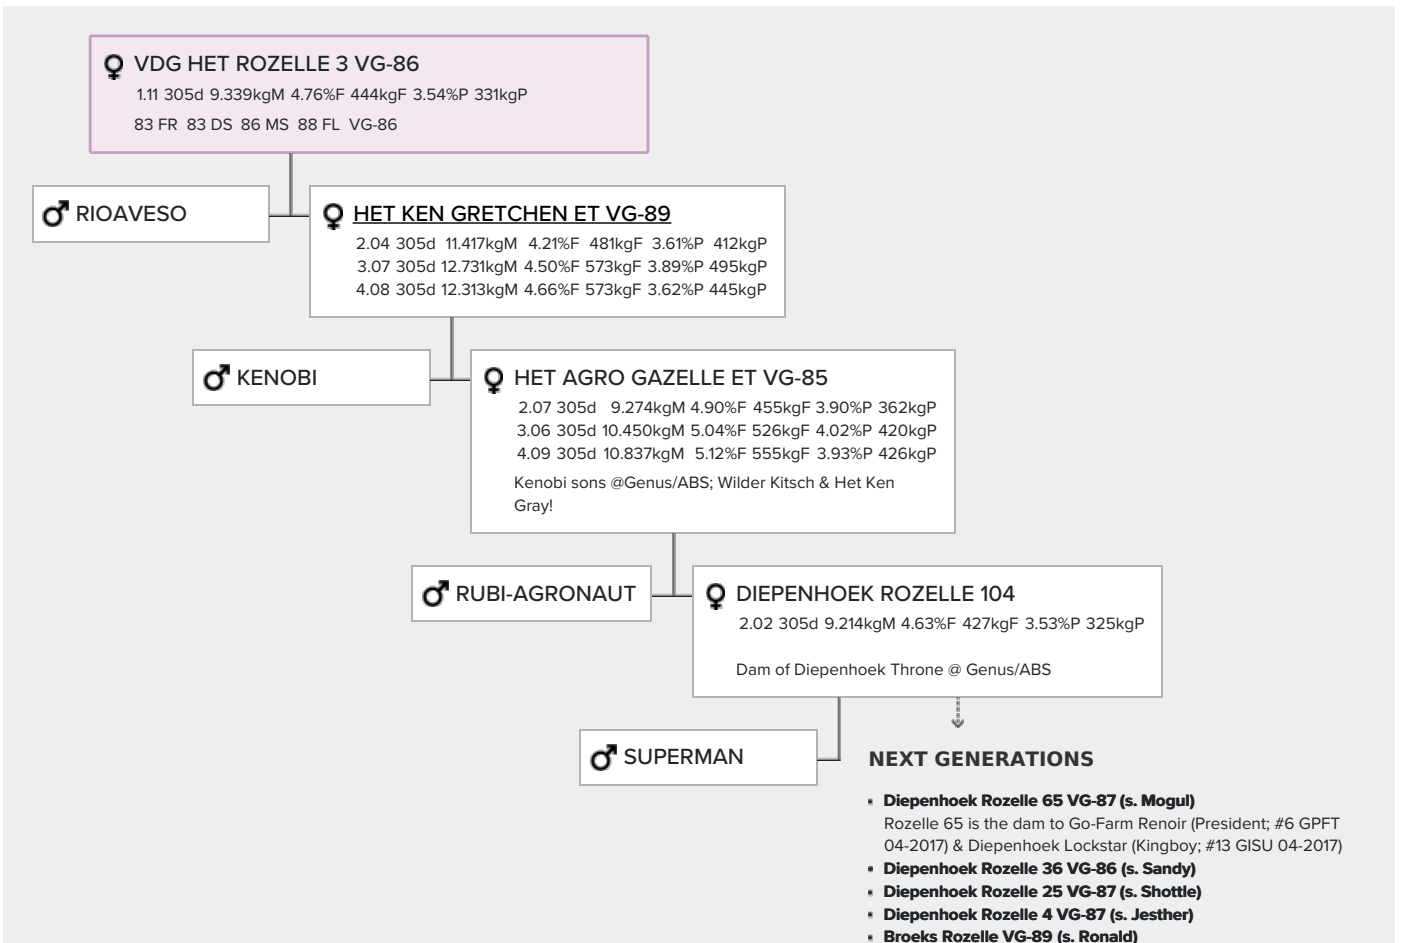 VDG HET ROZELLE 3 VG-86
1.11 305d 9.339kgM 4.76%F 444kgF 3.54%P 331kgP
83 FR 83 DS 86 MS 88 FL VG-86
RIOAVESO
HET KEN GRETCHEN ET VG-89
2.04 305d 11.417kgM 4.21%F 481kgF 3.61%P 412kgP
3.07 305d 12.731kgM 4.50%F 573kgF 3.89%P 495kgP
4.08 305d 12.313kgM 4.66%F 573kgF 3.62%P 445kgP
KENOBI
HET AGRO GAZELLE ET VG-85
2.07 305d 9.274kgM 4.90%F 455kgF 3.90%P 362kgP
3.06 305d 10.450kgM 5.04%F 526kgF 4.02%P 420kgP
4.09 305d 10.837kgM 5.12%F 555kgF 3.93%P 426kgP
Kenobi sons @Genus/ABS; Wilder Kitsch & Het Ken
Gray!
RUBI-AGRONAUT
DIEPENHOEK ROZELLE 104
2.02 305d 9.214kgM 4.63%F 427kgF 3.53%P 325kgP
Dam of Diepenhoek Throne @ Genus/ABS
SUPERMAN
NEXT GENERATIONS
Diepenhoek Rozelle 65 VG-87 (s. Mogul)
Rozelle 65 is the dam to Go-Farm Renoir (President; #6 GPFT
04-2017) & Diepenhoek Lockstar (Kingboy; #13 GISU 04-2017)
Diepenhoek Rozelle 36 VG-86 (s. Sandy)
Diepenhoek Rozelle 25 VG-87 (s. Shottle)
Diepenhoek Rozelle 4 VG-87 (s. Jesther)
Broeks Rozelle VG-89 (s. Ronald)